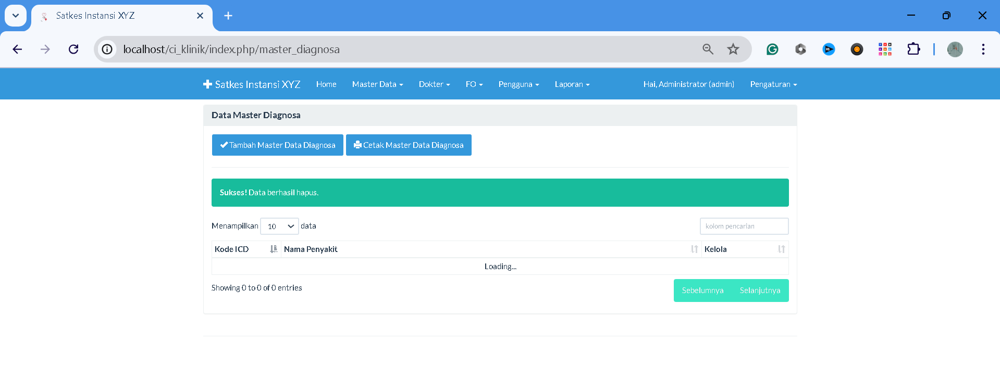 Satkes Instansi XYZ
localhost/ci_klinik/index.php/master_diagnosa
Satkes Instansi XYZ Home Master Data Dokter FO Pengguna Laporan Hai, Administrator (admin) Pengaturan
Data Master Diagnosa
Tambah Master Data Diagnosa Cetak Master Data Diagnosa
Sukses! Data berhasil hapus.
Menampilkan 10 data kolom pencarian
Kode ICD Nama Penyakit Kelola
Loading...
Showing 0 to 0 of 0 entries Sebelumnya Selanjutnya